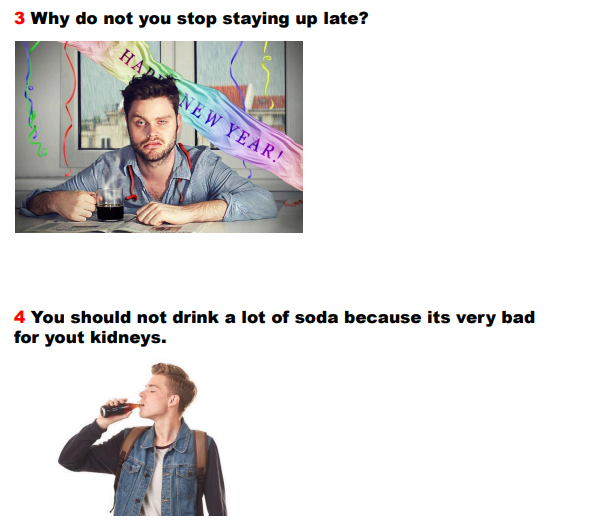 3 Why do not you stop staying up late?
HAPPY NEW YEAR!
4 You should not drink a lot of soda because its very bad
for yout kidneys.